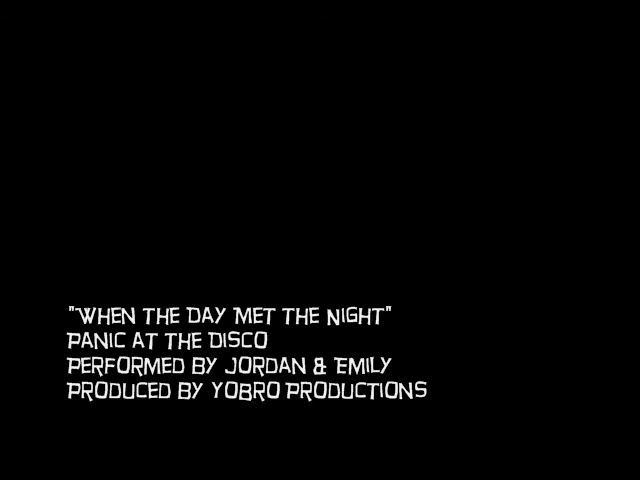 "WHEN THE DAY MET THE NIGHT"
PANIC AT THE DISCO
PERFORMED BY JORDAN & EMILY
PRODUCED BY YOBRO PRODUCTIONS